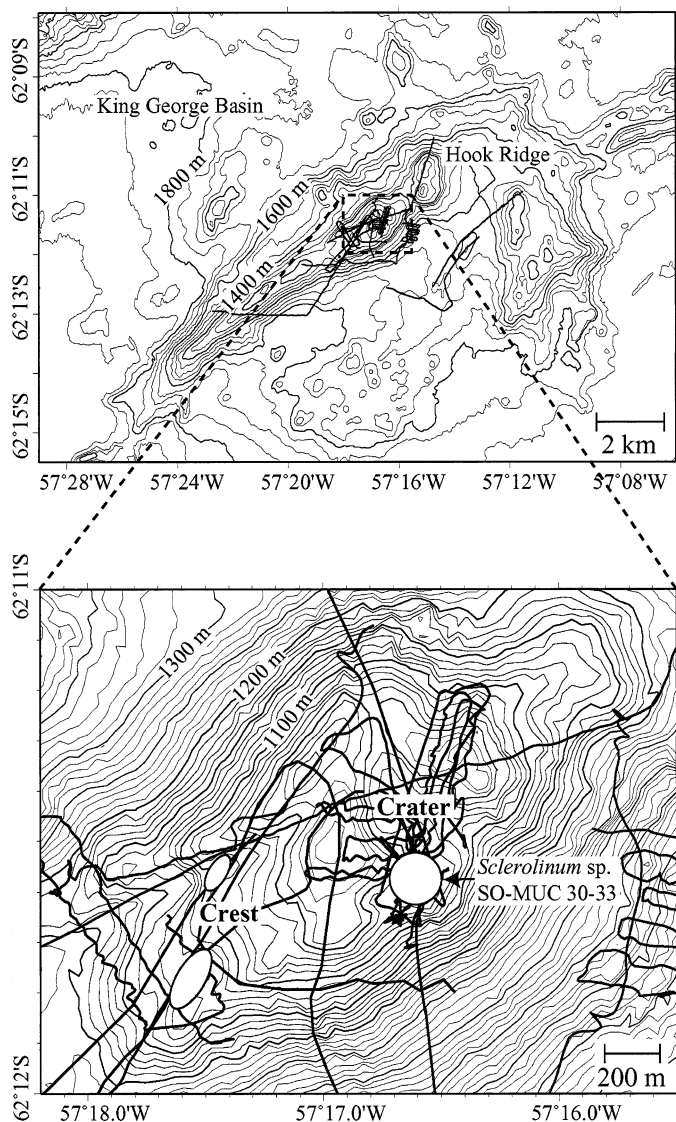 62°09'S
King George Basin
Hook Ridge
62°11'S
1800 m
1600 m
1400 m
62°13'S
62°15'S
2 km
57°28'W
57°24'W
57°20'W
57°16'W
57°12'W
57°08'W
62°11'S
1300 m
1200 m
1100 m
Crater
Sclerolinum sp.
SO-MUC 30-33
Crest
200 m
62°12'S
57°18.0'W
57°17.0'W
57°16.0'W